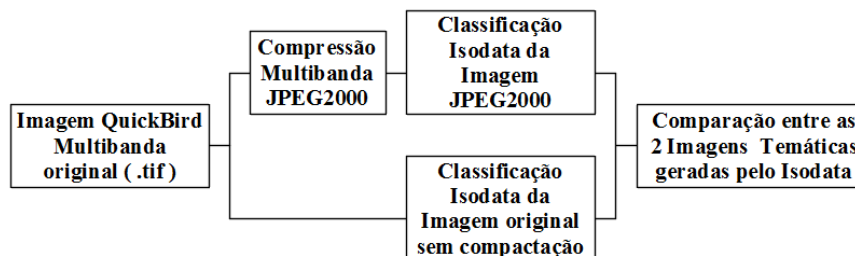 Imagem QuickBird
Multibanda
original ( .tif )
Compressão
Multibanda
JPEG2000
Classificação
Isodata da
Imagem
JPEG2000
Classificação
Isodata da
Imagem original
sem compactação
Comparação entre as
2 Imagens Temáticas
geradas pelo Isodata